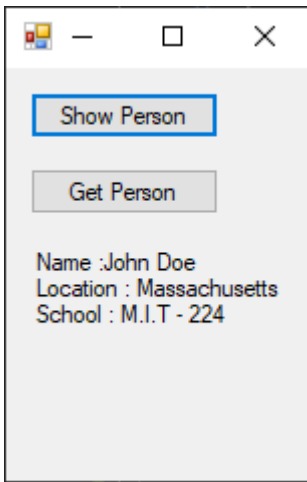 Show Person
Get Person
Name :John Doe
Location : Massachusetts
School : M.I.T - 224